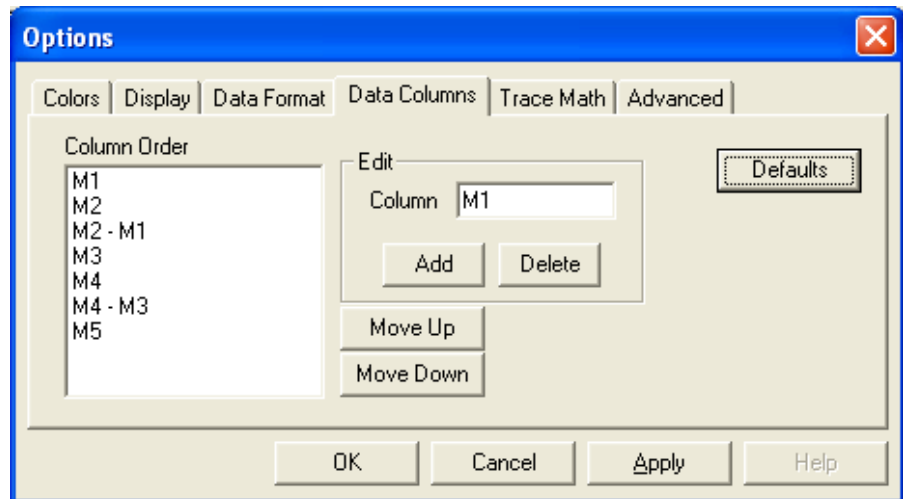 Options
Colors Display Data Format Data Columns Trace Math Advanced
Column Order
M1
M2
M2 - M1
M3
M4
M4 - M3
M5
Edit
Column M1
Add Delete
Move Up
Move Down
Defaults
OK Cancel Apply Help